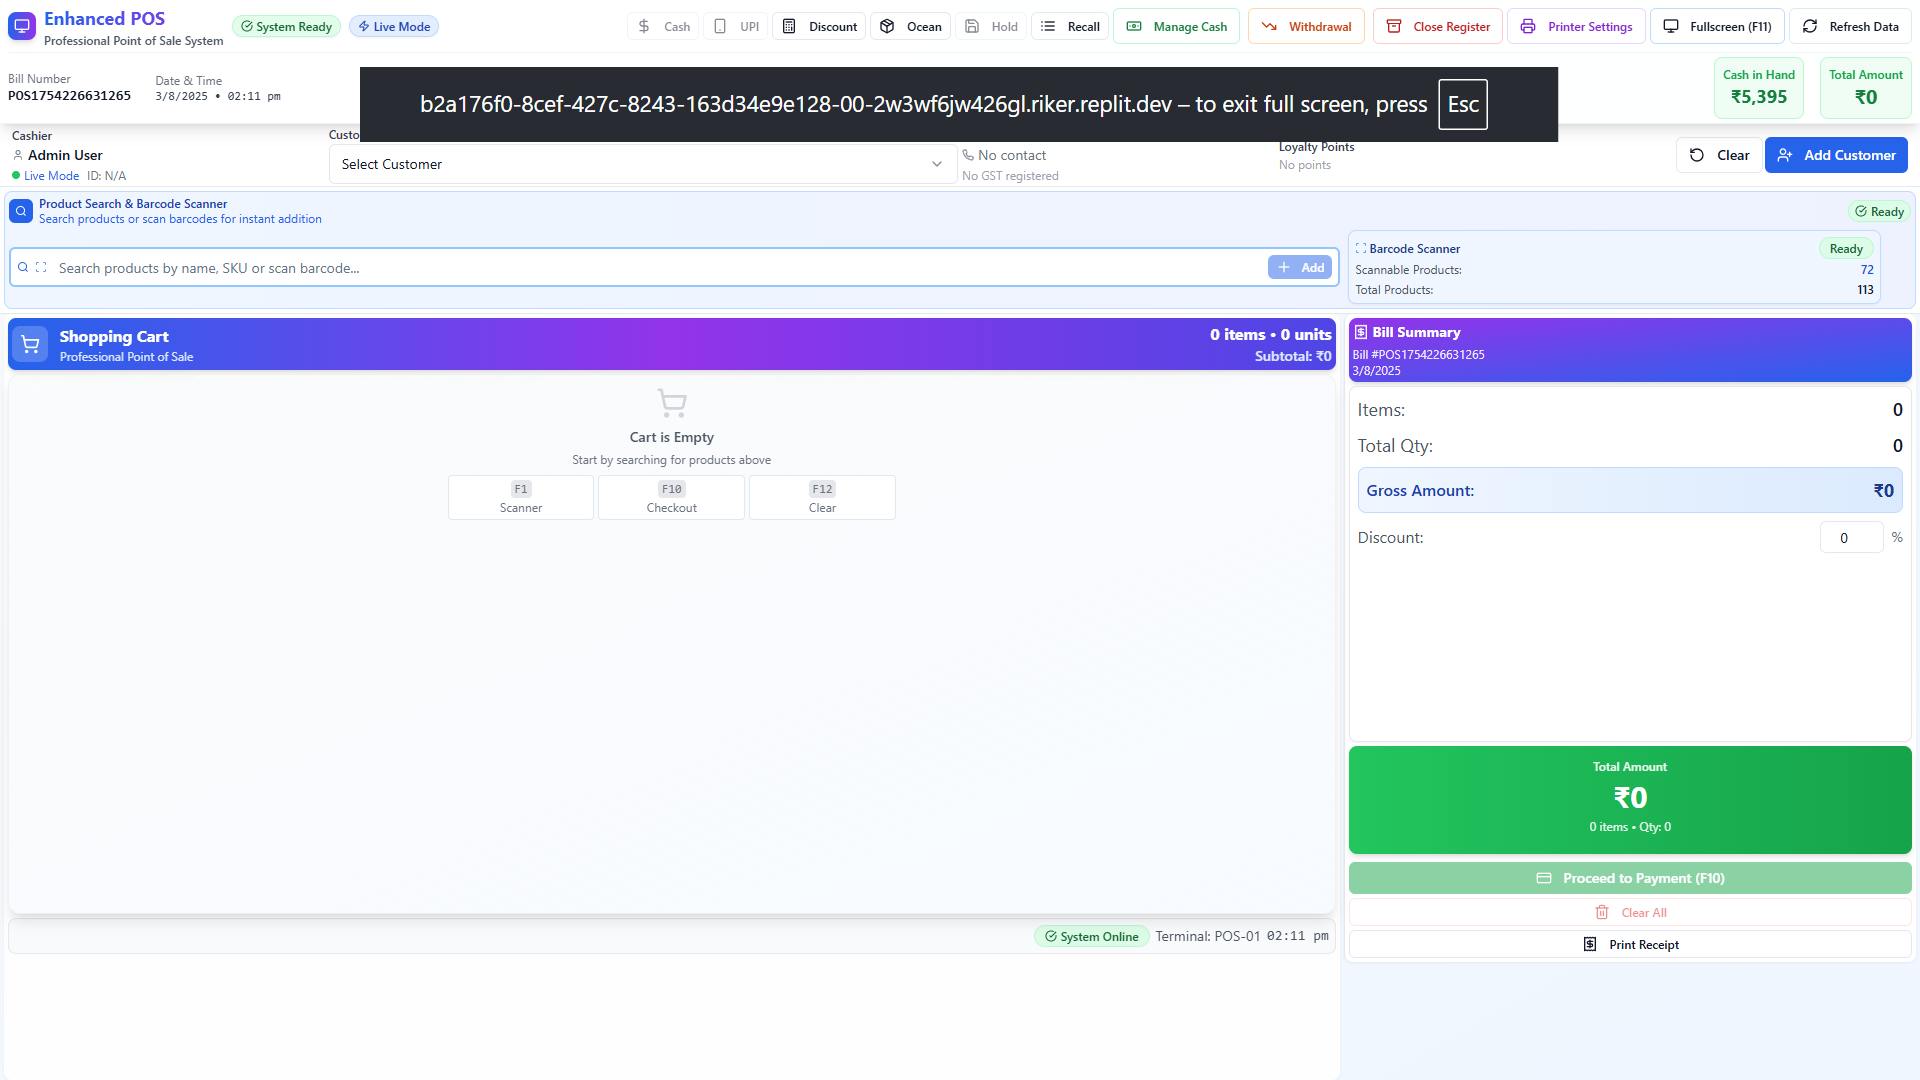 Enhanced POS
Professional Point of Sale System
System Ready
Live Mode
Cash
UPI
Discount
Ocean
Hold
Recall
Manage Cash
Withdrawal
Close Register
Printer Settings
Fullscreen (F11)
Refresh Data
Bill Number
POS1754226631265
Date & Time
3/8/2025 • 02:11 pm
b2a176f0-8cef-427c-8243-163d34e9e128-00-2w3wf6jw426gl.riker.replit.dev – to exit full screen, press Esc
Cash in Hand
₹5,395
Total Amount
₹0
Cashier
Admin User
Live Mode ID: N/A
Custo
Select Customer
No contact
No GST registered
Loyalty Points
No points
Clear
Add Customer
Product Search & Barcode Scanner
Search products or scan barcodes for instant addition
Ready
Search products by name, SKU or scan barcode...
Add
Barcode Scanner
Ready
Scannable Products: 72
Total Products: 113
Shopping Cart
Professional Point of Sale
0 items • 0 units
Subtotal: ₹0
Cart is Empty
Start by searching for products above
F1
Scanner
F10
Checkout
F12
Clear
System Online
Terminal: POS-01 02:11 pm
Bill Summary
Bill #POS1754226631265
3/8/2025
Items: 0
Total Qty: 0
Gross Amount: ₹0
Discount: 0 %
Total Amount
₹0
0 items • Qty: 0
Proceed to Payment (F10)
Clear All
Print Receipt